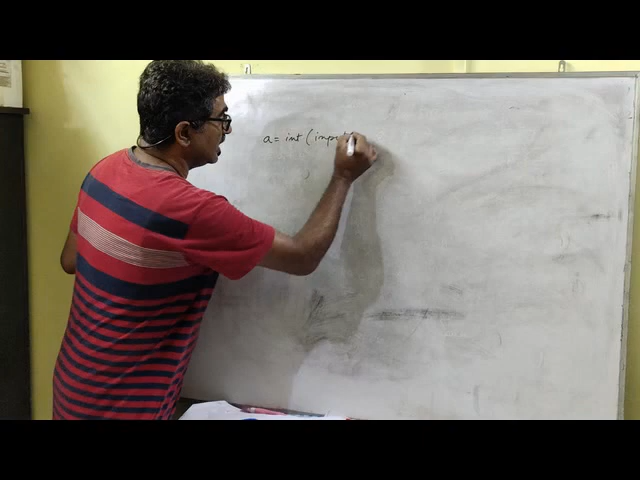 a = int (input